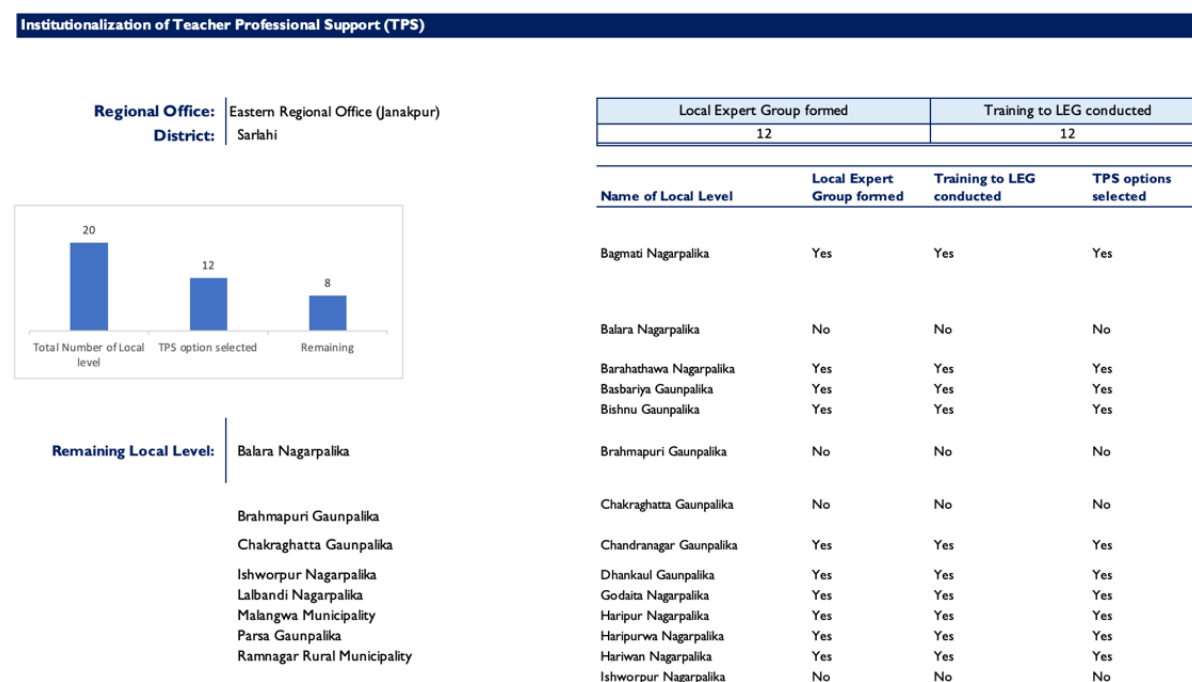 Institutionalization of Teacher Professional Support (TPS)
Regional Office: Eastern Regional Office (Janakpur)
District: Sarlahi
Local Expert Group formed Training to LEG conducted
12 12
20
12
8
Total Number of Local level TPS option selected Remaining
Remaining Local Level: Balara Nagarpalika
Brahmapuri Gaunpalika
Chakraghatta Gaunpalika
Ishworpur Nagarpalika
Lalbandi Nagarpalika
Malangwa Municipality
Parsa Gaunpalika
Ramnagar Rural Municipality
Name of Local Level Local Expert Group formed Training to LEG conducted TPS options selected
Bagmati Nagarpalika Yes Yes Yes
Balara Nagarpalika No No No
Barahathawa Nagarpalika Yes Yes Yes
Basbariya Gaunpalika Yes Yes Yes
Bishnu Gaunpalika Yes Yes Yes
Brahmapuri Gaunpalika No No No
Chakraghatta Gaunpalika No No No
Chandranagar Gaunpalika Yes Yes Yes
Dhankaul Gaunpalika Yes Yes Yes
Godaita Nagarpalika Yes Yes Yes
Haripur Nagarpalika Yes Yes Yes
Haripurwa Nagarpalika Yes Yes Yes
Hariwan Nagarpalika Yes Yes Yes
Ishworpur Nagarpalika No No No